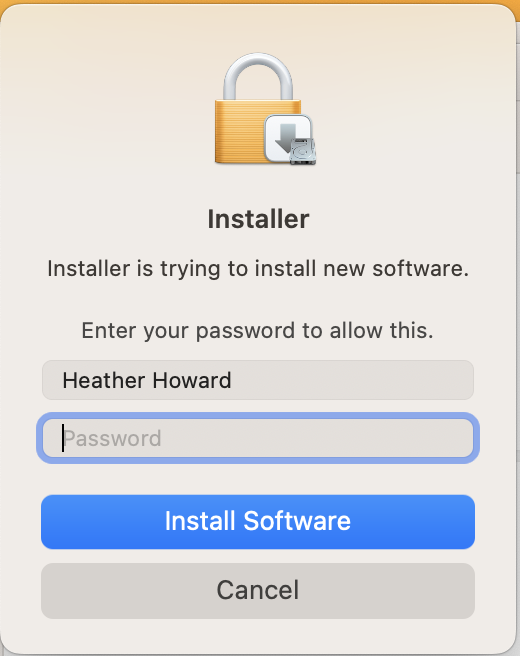 Installer
Installer is trying to install new software.
Enter your password to allow this.
Heather Howard
Password
Install Software
Cancel